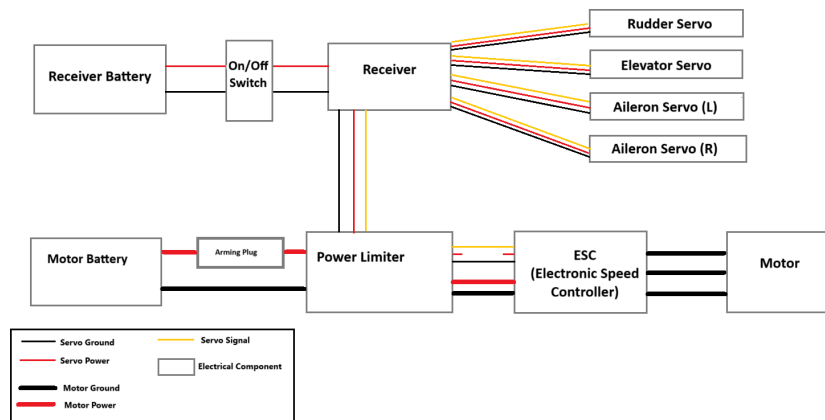 Rudder Servo
Receiver Battery
On/Off
Switch
Receiver
Elevator Servo
Aileron Servo (L)
Aileron Servo (R)
Motor Battery
Arming Plug
Power Limiter
ESC
(Electronic Speed
Controller)
Motor
Servo Ground
Servo Signal
Servo Power
Electrical Component
Motor Ground
Motor Power